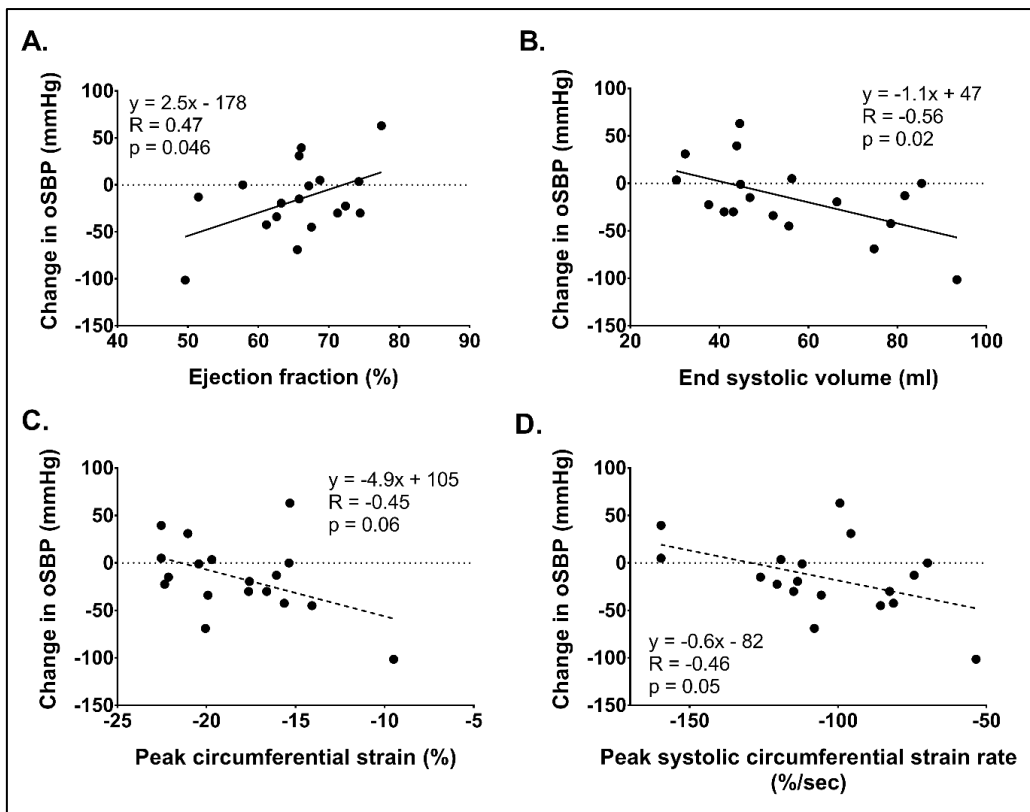 A.
Change in oSBP (mmHg)
100
50
0
-50
-100
-150
y = 2.5x - 178
R = 0.47
p = 0.046
40
50
60
70
80
90
Ejection fraction (%)
B.
Change in oSBP (mmHg)
100
50
0
-50
-100
-150
y = -1.1x + 47
R = -0.56
p = 0.02
20
40
60
80
100
End systolic volume (ml)
C.
Change in oSBP (mmHg)
100
50
0
-50
-100
-150
y = -4.9x + 105
R = -0.45
p = 0.06
-25
-20
-15
-10
-5
Peak circumferential strain (%)
D.
Change in oSBP (mmHg)
100
50
0
-50
-100
-150
y = -0.6x - 82
R = -0.46
p = 0.05
-150
-100
-50
Peak systolic circumferential strain rate
(%/sec)